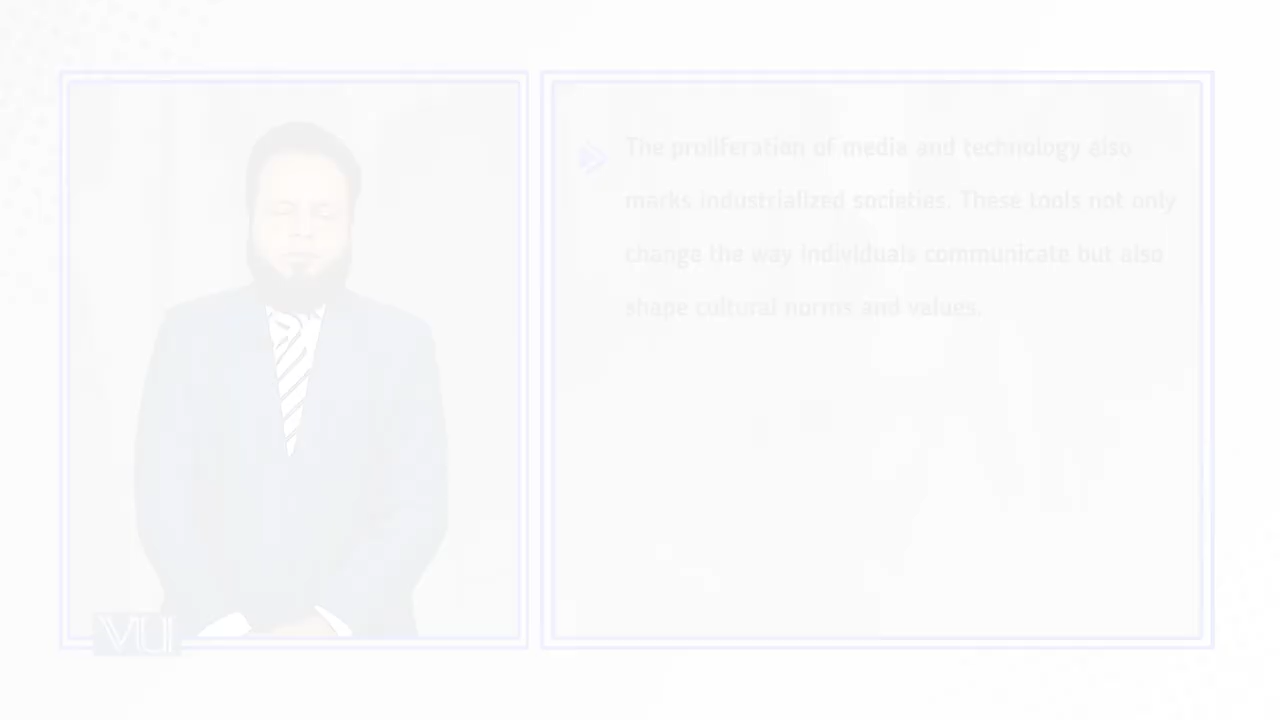 The proliferation of media and technology also
marks industrialized societies. These tools not only
change the way individuals communicate but also
shape cultural norms and values.
VU